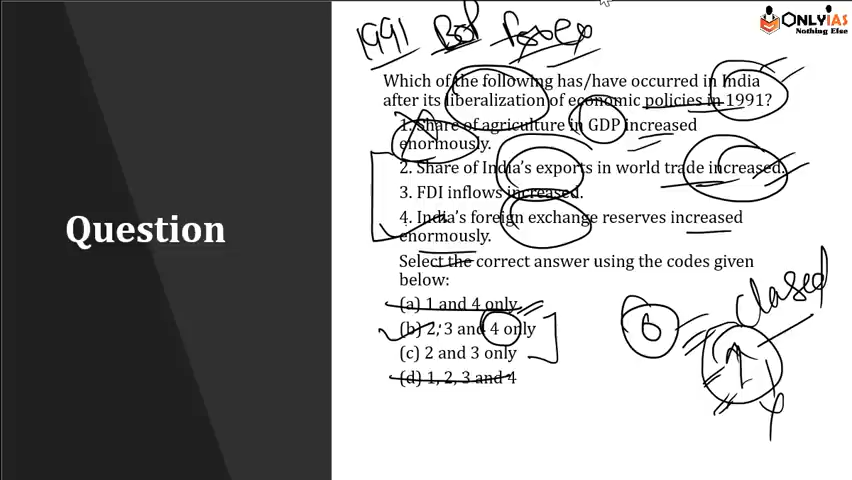 ONLYIAS
Nothing Else
1991 BOP Forex
Which of the following has/have occurred in India
after its liberalization of economic policies in 1991?
1. Share of agriculture in GDP increased
enormously.
2. Share of India's exports in world trade increased.
3. FDI inflows increased.
4. India's foreign exchange reserves increased
enormously.
Question
Select the correct answer using the codes given
below:
(a) 1 and 4 only
(b) 2, 3 and 4 only
(c) 2 and 3 only
(d) 1, 2, 3 and 4
closed